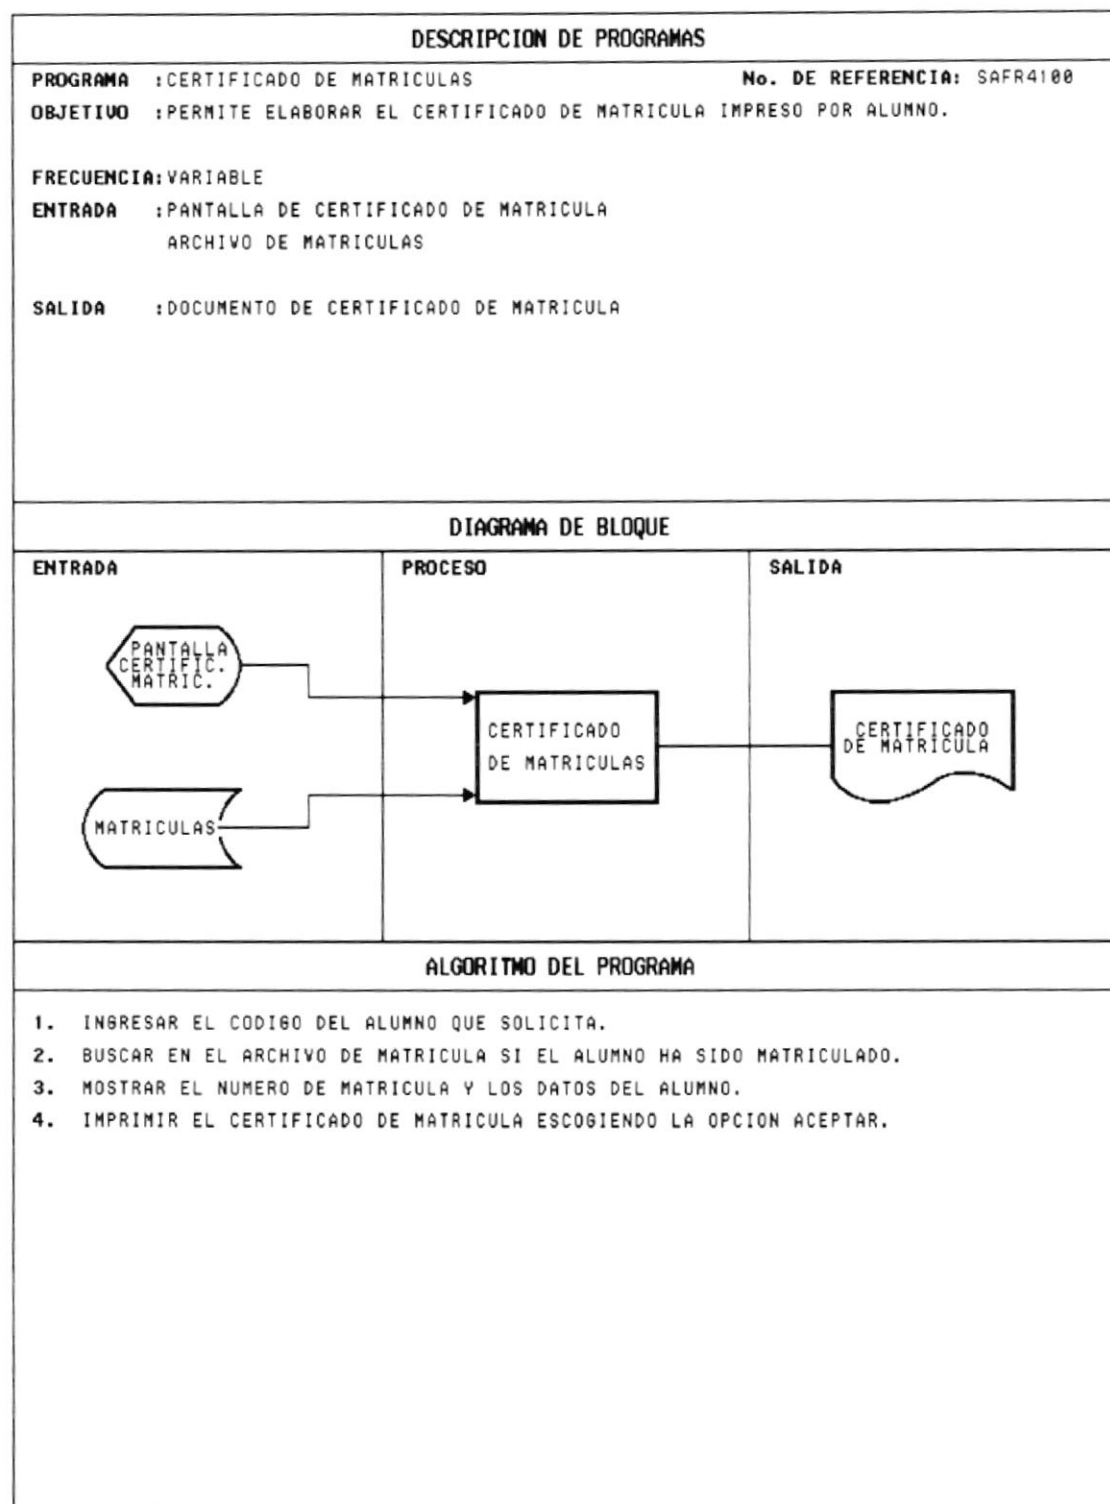 DESCRIPCION DE PROGRAMAS
PROGRAMA :CERTIFICADO DE MATRICULAS No. DE REFERENCIA: SAFR4100
OBJETIVO :PERMITE ELABORAR EL CERTIFICADO DE MATRICULA IMPRESO POR ALUMNO.
FRECUENCIA:VARIABLE
ENTRADA :PANTALLA DE CERTIFICADO DE MATRICULA
ARCHIVO DE MATRICULAS
SALIDA :DOCUMENTO DE CERTIFICADO DE MATRICULA
DIAGRAMA DE BLOQUE
ENTRADA PROCESO SALIDA
PANTALLA
CERTIFIC.
MATRIC.
CERTIFICADO
DE MATRICULAS
CERTIFICADO
DE MATRICULA
MATRICULAS
ALGORITMO DEL PROGRAMA
1. INGRESAR EL CODIGO DEL ALUMNO QUE SOLICITA.
2. BUSCAR EN EL ARCHIVO DE MATRICULA SI EL ALUMNO HA SIDO MATRICULADO.
3. MOSTRAR EL NUMERO DE MATRICULA Y LOS DATOS DEL ALUMNO.
4. IMPRIMIR EL CERTIFICADO DE MATRICULA ESCOGIENDO LA OPCION ACEPTAR.